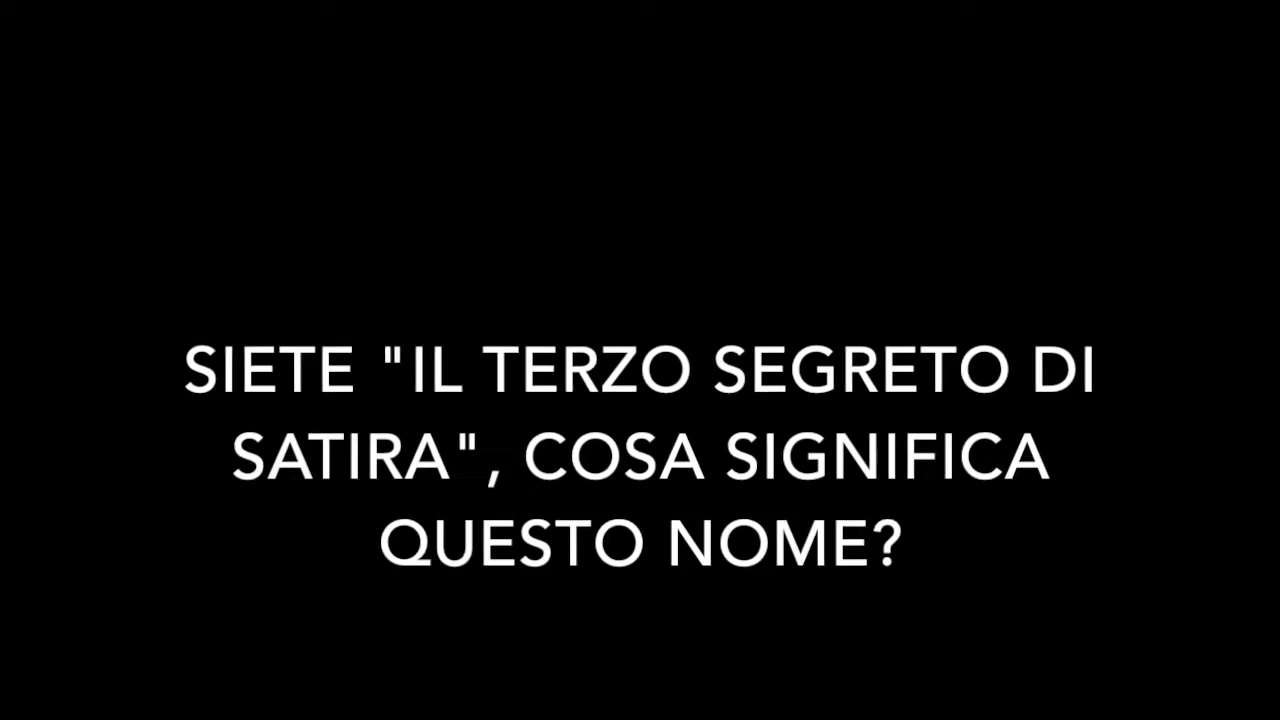 SIETE "IL TERZO SEGRETO DI
SATIRA", COSA SIGNIFICA
QUESTO NOME?